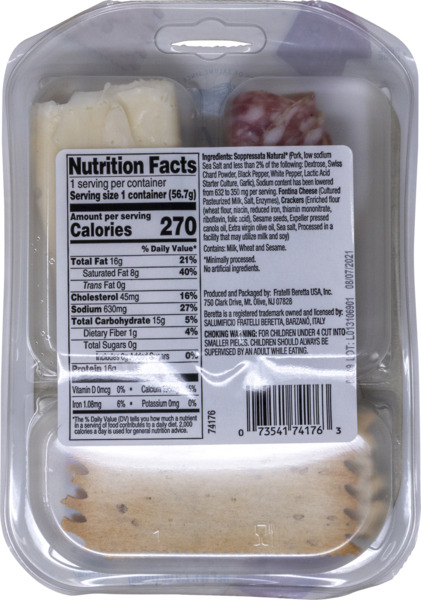 Nutrition Facts
1 serving per container
Serving size 1 container (56.7g)
Amount per serving
Calories 270
% Daily Value*
Total Fat 16g 21%
Saturated Fat 8g 40%
Trans Fat 0g
Cholesterol 45mg 16%
Sodium 630mg 27%
Total Carbohydrate 15g 5%
Dietary Fiber 1g 4%
Total Sugars 0g
Includes 0g Added Sugars 0%
Protein 16g
Vitamin D 0mcg 0% • Calcium
Iron 1.08mg 6% • Potassium 0mg 0%
*The % Daily Value (DV) tells you how much a nutrient
in a serving of food contributes to a daily diet. 2,000
calories a day is used for general nutrition advice.
Ingredients: Soppressata Natural* (Pork, low sodium
Sea Salt and less than 2% of the following: Dextrose, Swiss
Chard Powder, Black Pepper, White Pepper, Lactic Acid
Starter Culture, Garlic), Sodium content has been lowered
from 632 to 350 mg per serving. Fontina Cheese (Cultured
Pasteurized Milk, Salt, Enzymes), Crackers (Enriched flour
(wheat flour, niacin, reduced iron, thiamin mononitrate,
riboflavin, folic acid), Sesame seeds, Expeller pressed
canola oil, Extra virgin olive oil, Sea salt, Processed in a
facility that may utilize milk and soy)
Contains: Milk, Wheat and Sesame.
*Minimally processed.
No artificial ingredients.
Produced and Packaged by: Fratelli Beretta USA, Inc.
750 Clark Drive, Mt. Olive, NJ 07828
Beretta is a registered trademark owned and licensed by:
SALUMIFICIO FRATELLI BERETTA, BARZANO, ITALY
CHOKING WARNING: FOR CHILDREN UNDER 4 CUT INTO
SMALLER PIECES. CHILDREN SHOULD ALWAYS BE
SUPERVISED BY AN ADULT WHILE EATING.
08/07/2021
LOT: L013106901
74176
0 73541 74176 3